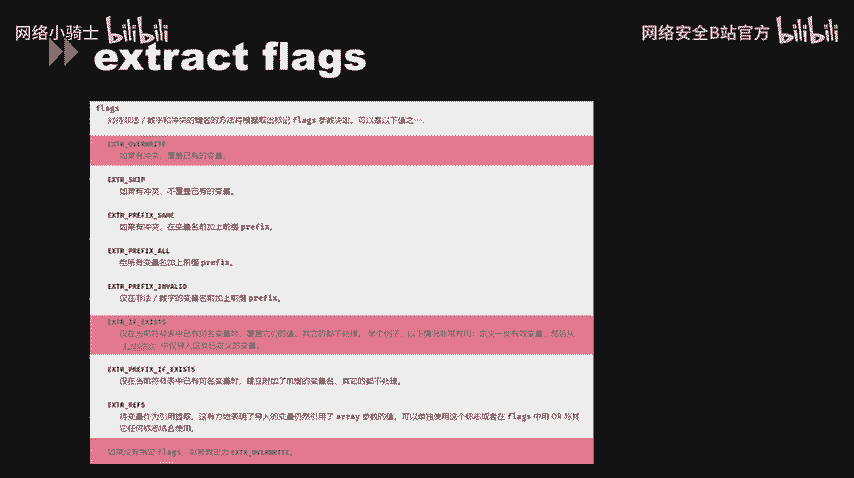 网络小骑士 bilibili
网络安全B站官方 bilibili
extract flags
flags
对待非法/数字和冲突的键名的方法将根据取出标记 flags 参数决定。可以是以下值之一:
EXTR_OVERWRITE
如果有冲突,覆盖已有的变量。
EXTR_SKIP
如果有冲突,不覆盖已有的变量。
EXTR_PREFIX_SAME
如果有冲突,在变量名前加上前缀 prefix。
EXTR_PREFIX_ALL
给所有变量名加上前缀 prefix。
EXTR_PREFIX_INVALID
仅在非法/数字的变量名前加上前缀 prefix。
EXTR_IF_EXISTS
仅在当前符号表中已有同名变量时,覆盖它们的值。其它的都不处理。 举个例子,以下情况非常有用:定义一些有效变量,然后从
中仅导入这些已定义的变量。
EXTR_PREFIX_IF_EXISTS
仅在当前符号表中已有同名变量时,建立附加了前缀的变量名,其它的都不处理。
EXTR_REFS
将变量作为引用提取。这有力地表明了导入的变量仍然引用了 array 参数的值。可以单独使用这个标志或者在 flags 中用 OR 与其
它任何标志结合使用。
如果没有指定 flags,则被假定为 EXTR_OVERWRITE。